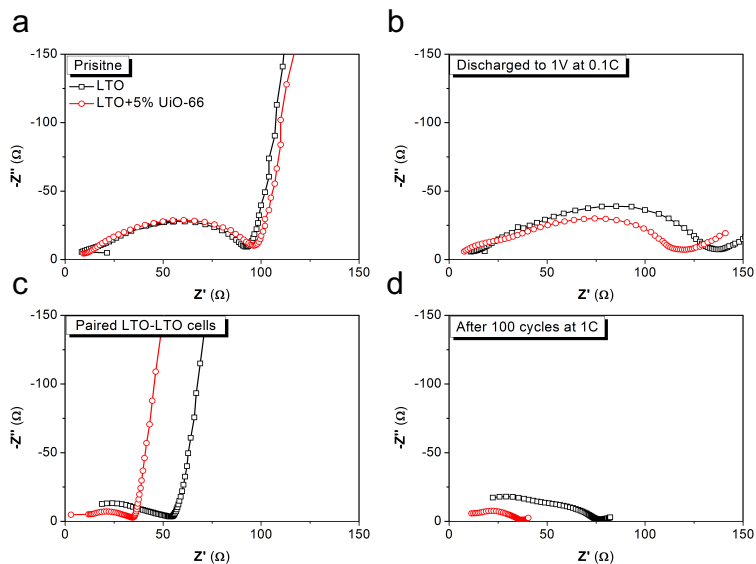 a
-150
-100
-50
0
0
50
100
150
-Z'' (Ω)
Z' (Ω)
Prisitne
LTO
LTO+5% UiO-66
b
-150
-100
-50
0
0
50
100
150
-Z'' (Ω)
Z' (Ω)
Discharged to 1V at 0.1C
c
-150
-100
-50
0
0
50
100
150
-Z'' (Ω)
Z' (Ω)
Paired LTO-LTO cells
d
-150
-100
-50
0
0
50
100
150
-Z'' (Ω)
Z' (Ω)
After 100 cycles at 1C